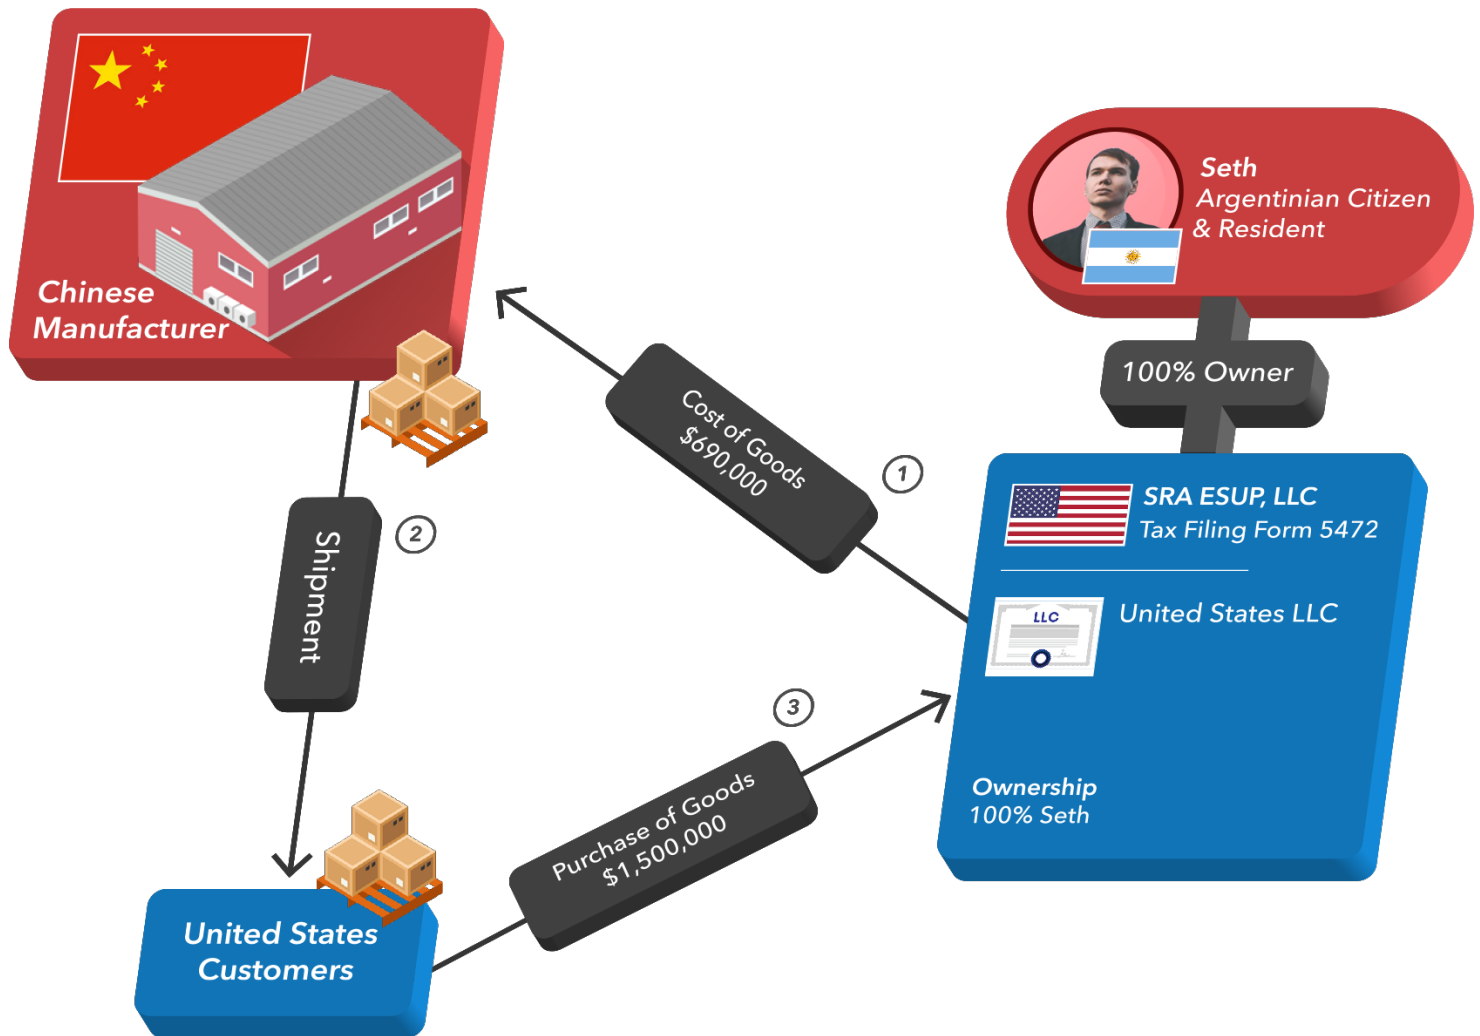 Chinese
Manufacturer
Seth
Argentinian Citizen
& Resident
100% Owner
Cost of Goods
$690,000
1
2
Shipment
SRA ESUP, LLC
Tax Filing Form 5472
LLC
United States LLC
3
Purchase of Goods
$1,500,000
Ownership
100% Seth
United States
Customers